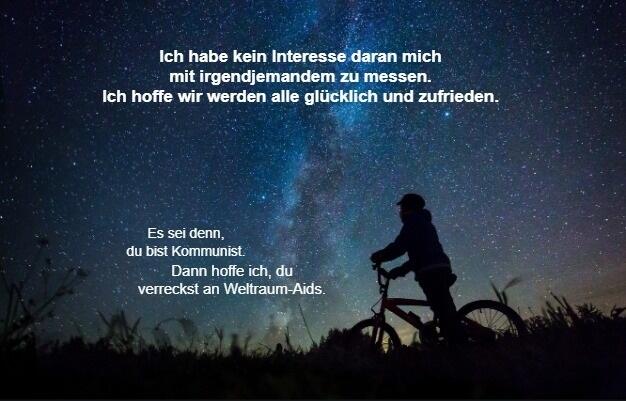 Ich habe kein Interesse daran mich
mit irgendjemandem zu messen.
Ich hoffe wir werden alle glücklich und zufrieden.
Es sei denn,
du bist Kommunist.
Dann hoffe ich, du
verreckst an Weltraum-Aids.